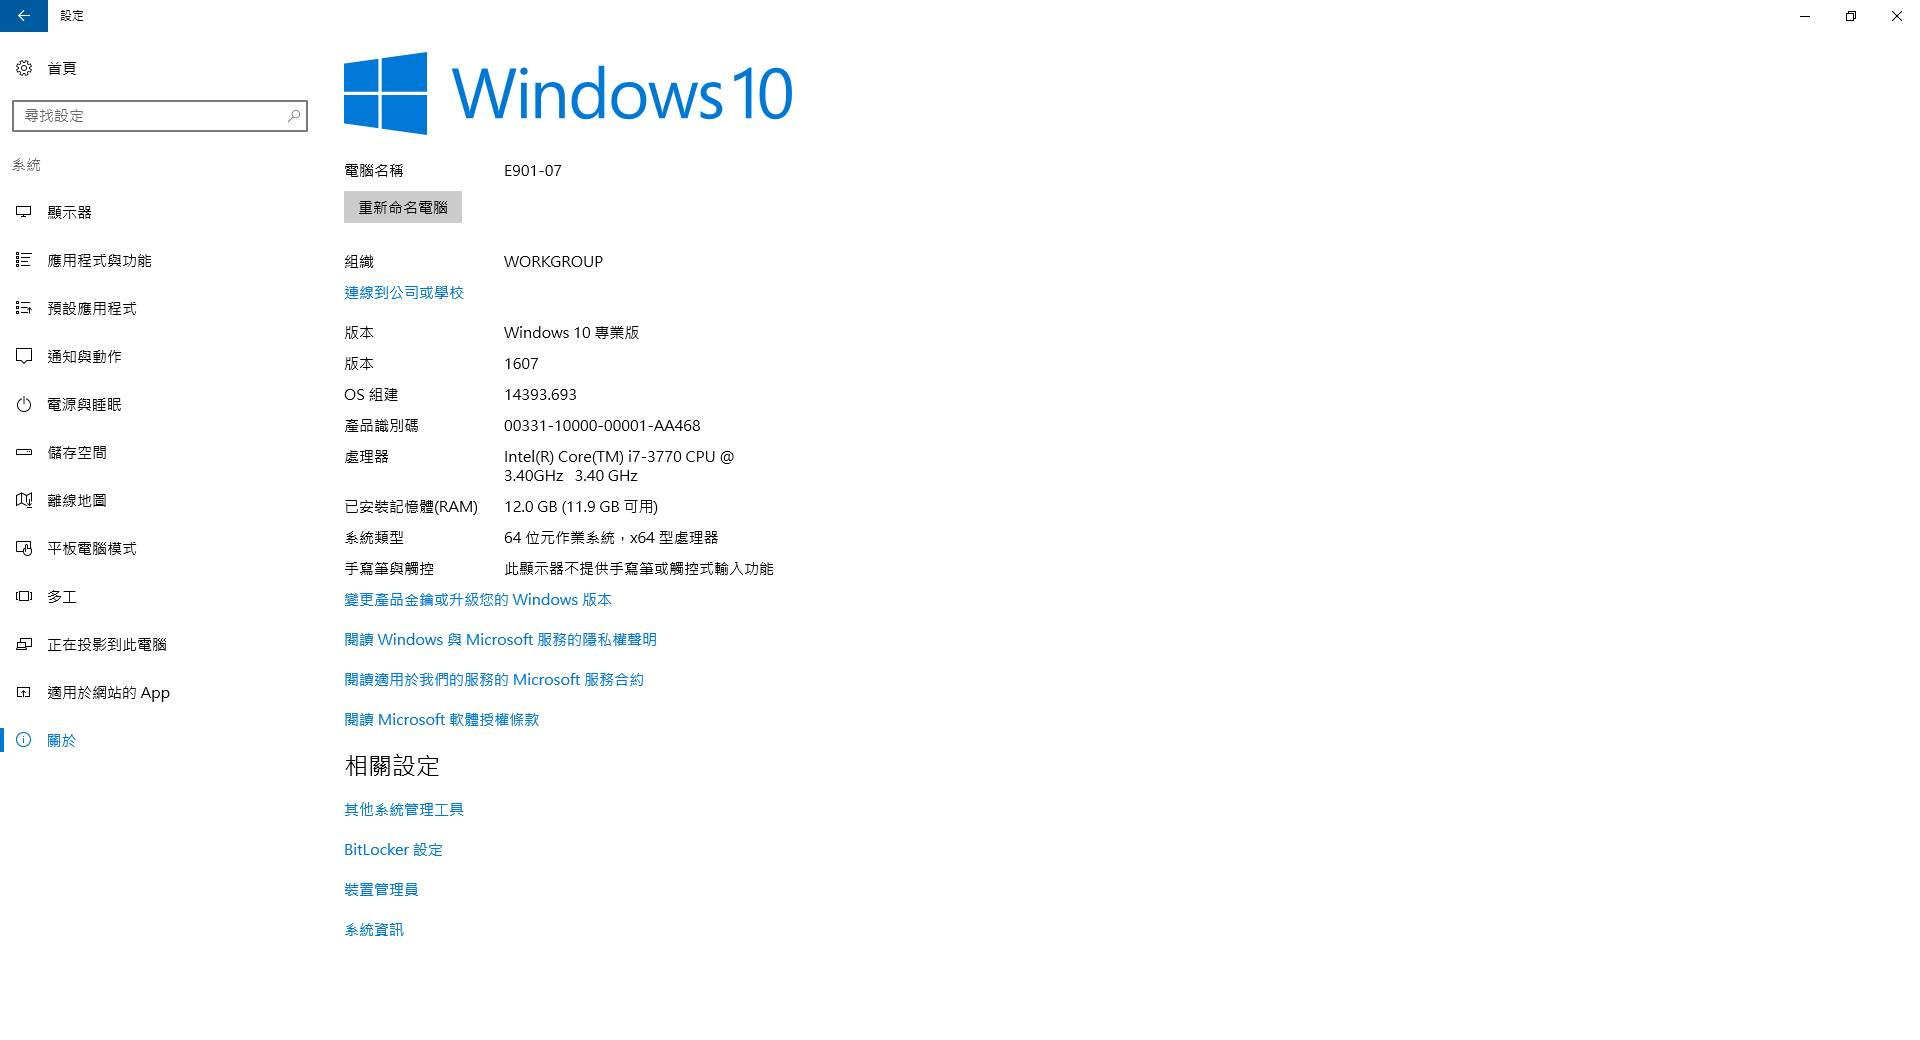 設定
首頁
尋找設定
系統
顯示器
應用程式與功能
預設應用程式
通知與動作
電源與睡眠
儲存空間
離線地圖
平板電腦模式
多工
正在投影到此電腦
適用於網站的 App
關於
Windows 10
電腦名稱 E901-07
重新命名電腦
組織 WORKGROUP
連線到公司或學校
版本 Windows 10 專業版
版本 1607
OS 組建 14393.693
產品識別碼 00331-10000-00001-AA468
處理器 Intel(R) Core(TM) i7-3770 CPU @
3.40GHz 3.40 GHz
已安裝記憶體(RAM) 12.0 GB (11.9 GB 可用)
系統類型 64 位元作業系統，x64 型處理器
手寫筆與觸控 此顯示器不提供手寫筆或觸控式輸入功能
變更產品金鑰或升級您的 Windows 版本
閱讀 Windows 與 Microsoft 服務的隱私權聲明
閱讀適用於我們的服務的 Microsoft 服務合約
閱讀 Microsoft 軟體授權條款
相關設定
其他系統管理工具
BitLocker 設定
裝置管理員
系統資訊